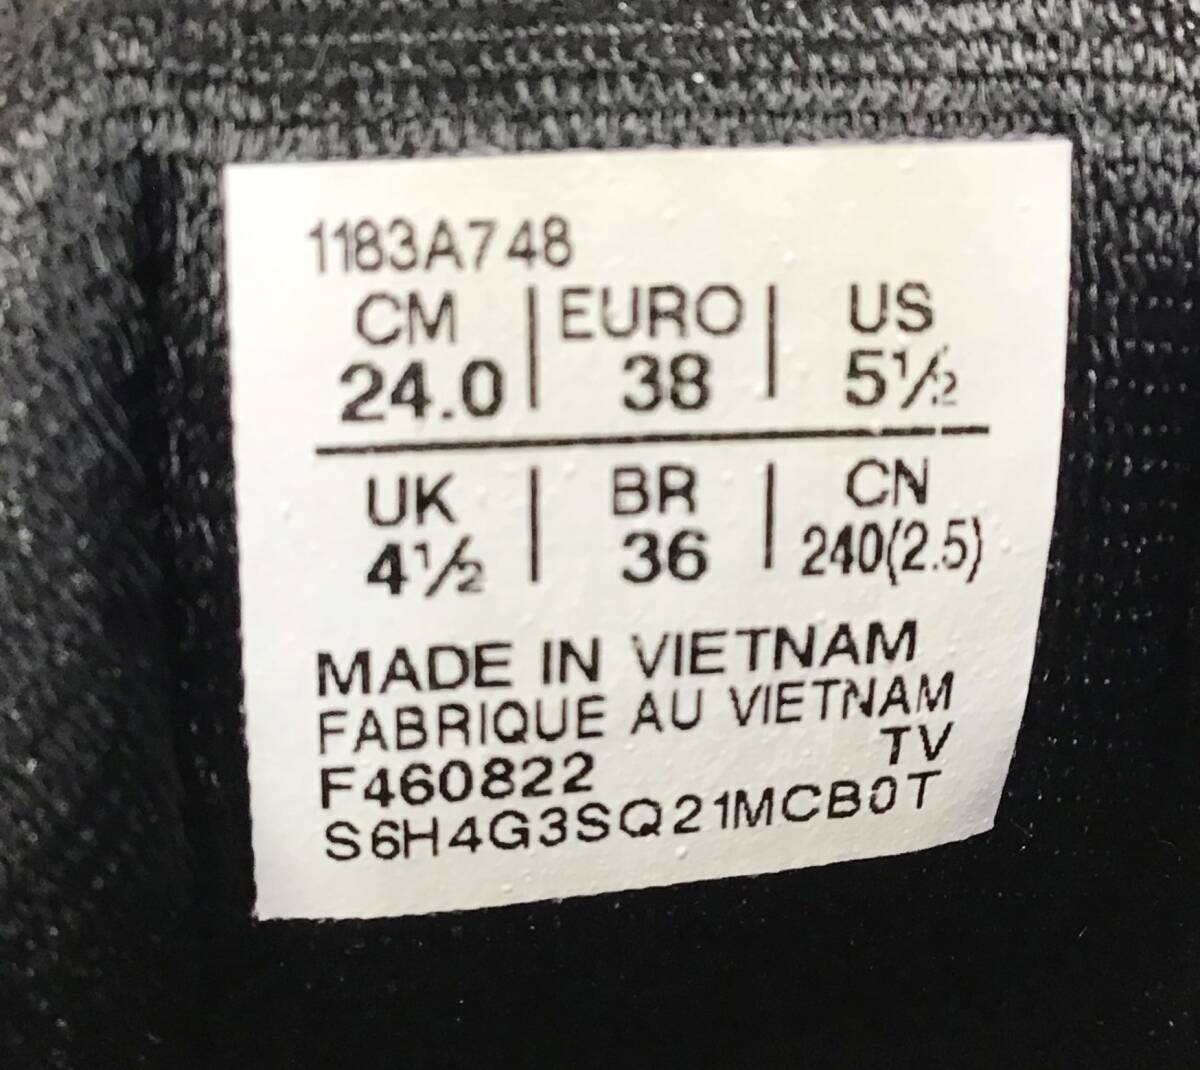 1183A748
CM | EURO | US
24.0 | 38 | 5½
UK | BR | CN
4½ | 36 | 240(2.5)
MADE IN VIETNAM
FABRIQUE AU VIETNAM
TV
F460822
S6H4G3SQ21MCB0T